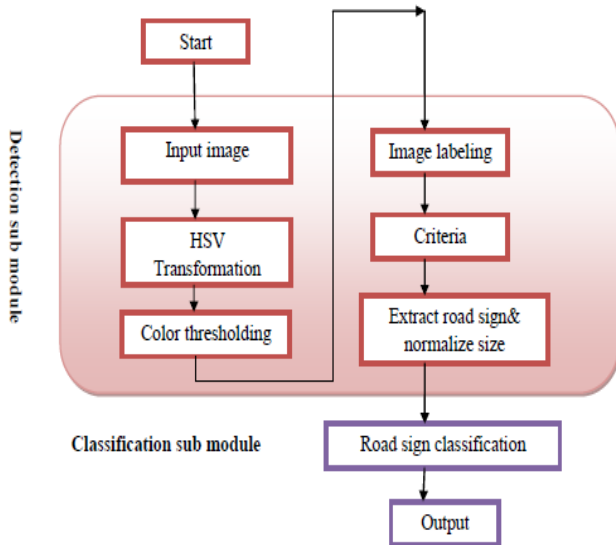 Start
Detection sub module
Input image
HSV
Transformation
Color thresholding
Image labeling
Criteria
Extract road sign&
normalize size
Classification sub module
Road sign classification
Output